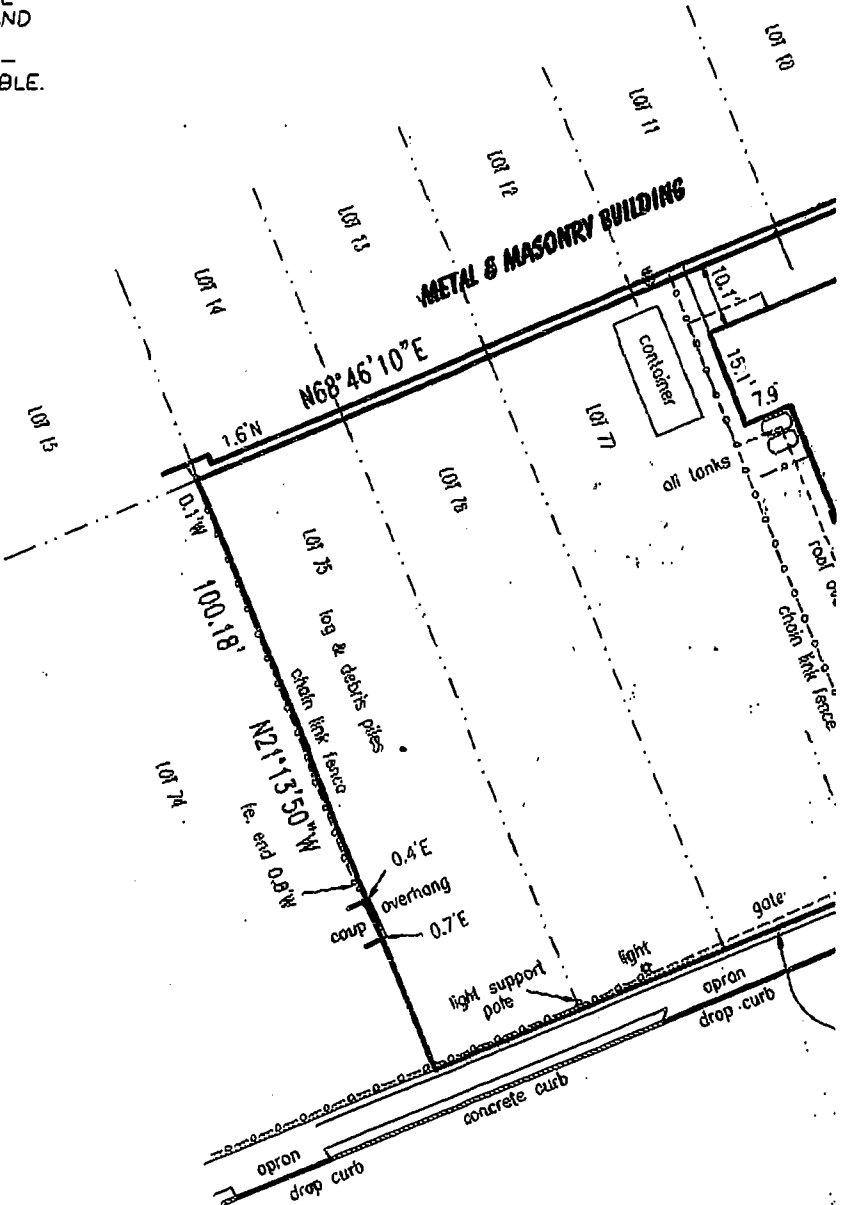 AND
BLE.
LOT 10
LOT 11
LOT 12
LOT 13
LOT 14
LOT 15
METAL & MASONRY BUILDING
N68°46'10"E
1.6'N
10.1'
15.1'
7.9'
container
LOT 77
LOT 76
LOT 75
oil tanks
roof
chain link fence
0.1'W
100.18'
log & debris piles
chain link fence
N21°13'50"W
LOT 74
fe. end 0.8'W
0.4'E
overhang
coup
0.7'E
gate
light
light support
pole
apron
drop curb
concrete curb
apron
drop curb